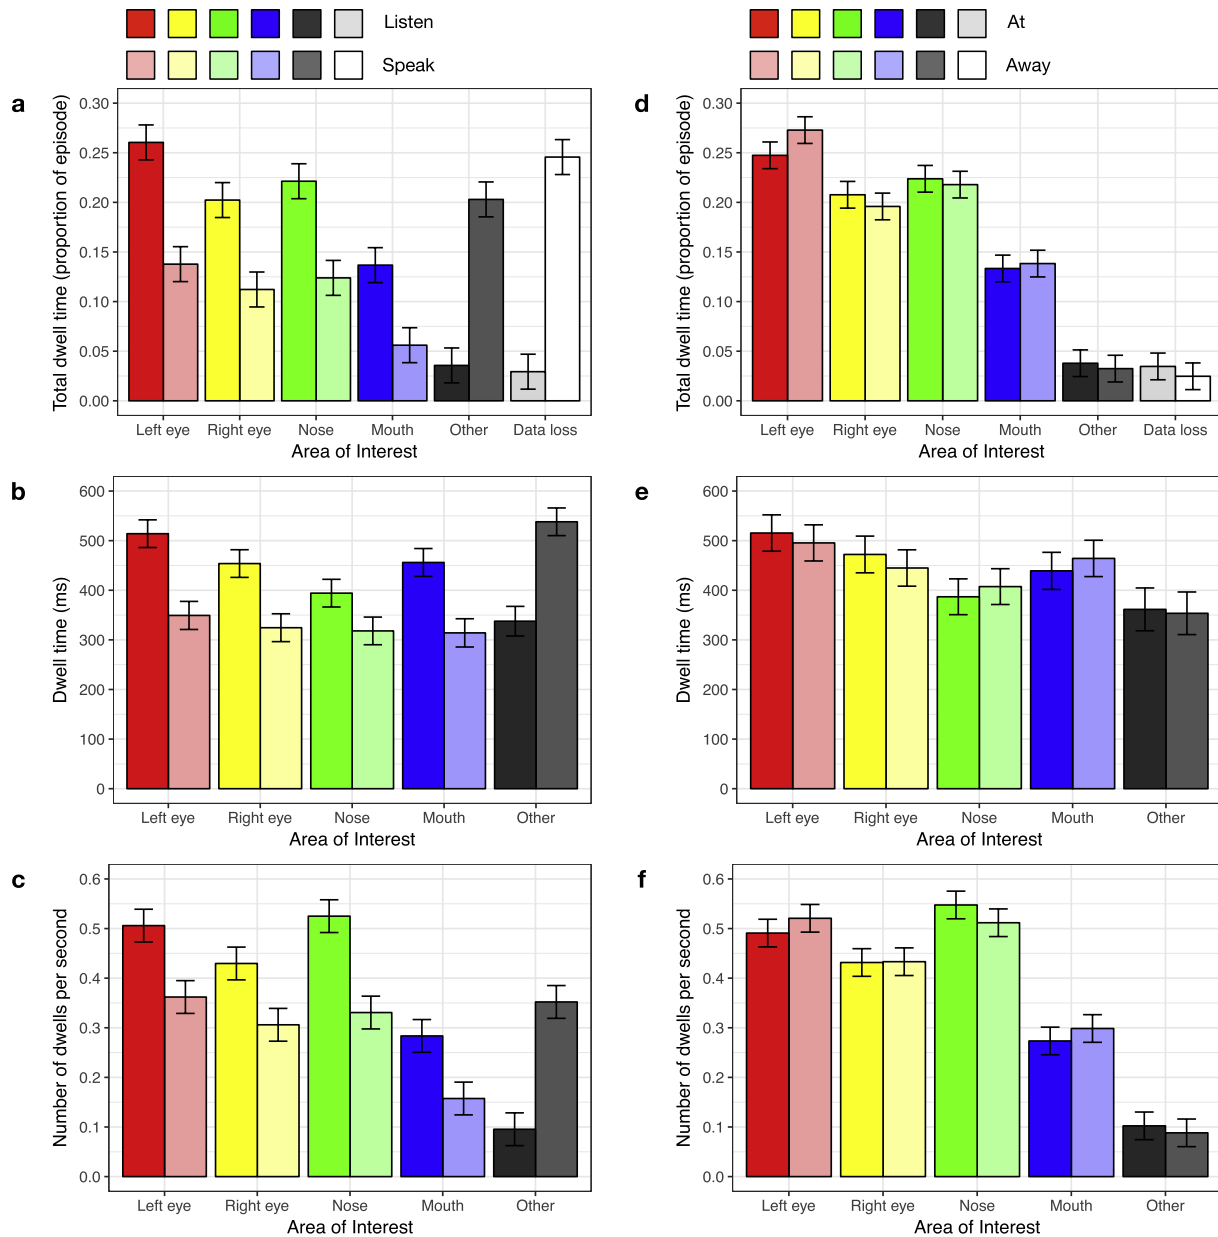 Listen
Speak
a
Total dwell time (proportion of episode)
0.30
0.25
0.20
0.15
0.10
0.05
0.00
Left eye Right eye Nose Mouth Other Data loss
Area of Interest
b
Dwell time (ms)
600
500
400
300
200
100
0
Left eye Right eye Nose Mouth Other
Area of Interest
c
Number of dwells per second
0.6
0.5
0.4
0.3
0.2
0.1
0.0
Left eye Right eye Nose Mouth Other
Area of Interest
At
Away
d
Total dwell time (proportion of episode)
0.30
0.25
0.20
0.15
0.10
0.05
0.00
Left eye Right eye Nose Mouth Other Data loss
Area of Interest
e
Dwell time (ms)
600
500
400
300
200
100
0
Left eye Right eye Nose Mouth Other
Area of Interest
f
Number of dwells per second
0.6
0.5
0.4
0.3
0.2
0.1
0.0
Left eye Right eye Nose Mouth Other
Area of Interest